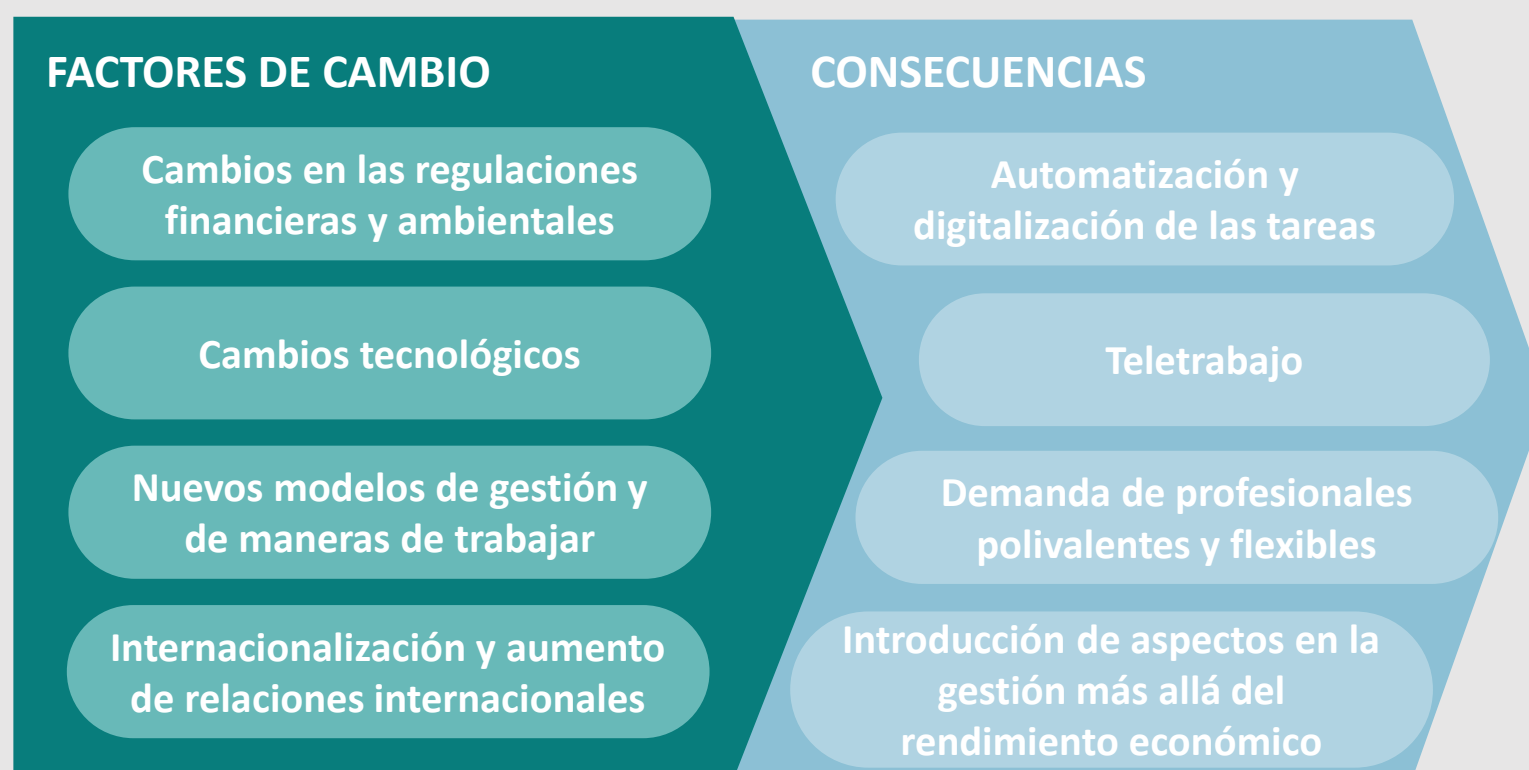 FACTORES DE CAMBIO
Cambios en las regulaciones
financieras y ambientales
Cambios tecnológicos
Nuevos modelos de gestión y
de maneras de trabajar
Internacionalización y aumento
de relaciones internacionales
CONSECUENCIAS
Automatización y
digitalización de las tareas
Teletrabajo
Demanda de profesionales
polivalentes y flexibles
Introducción de aspectos en la
gestión más allá del
rendimiento económico